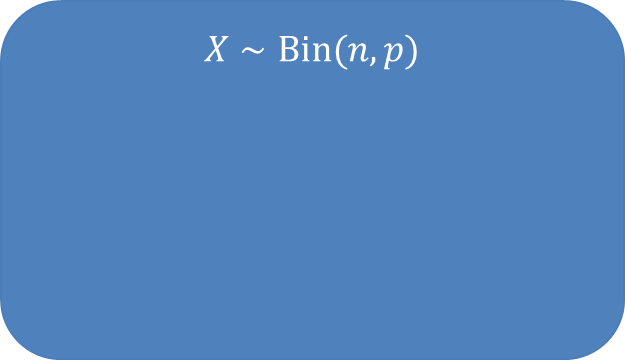 X ~ Bin(n, p)